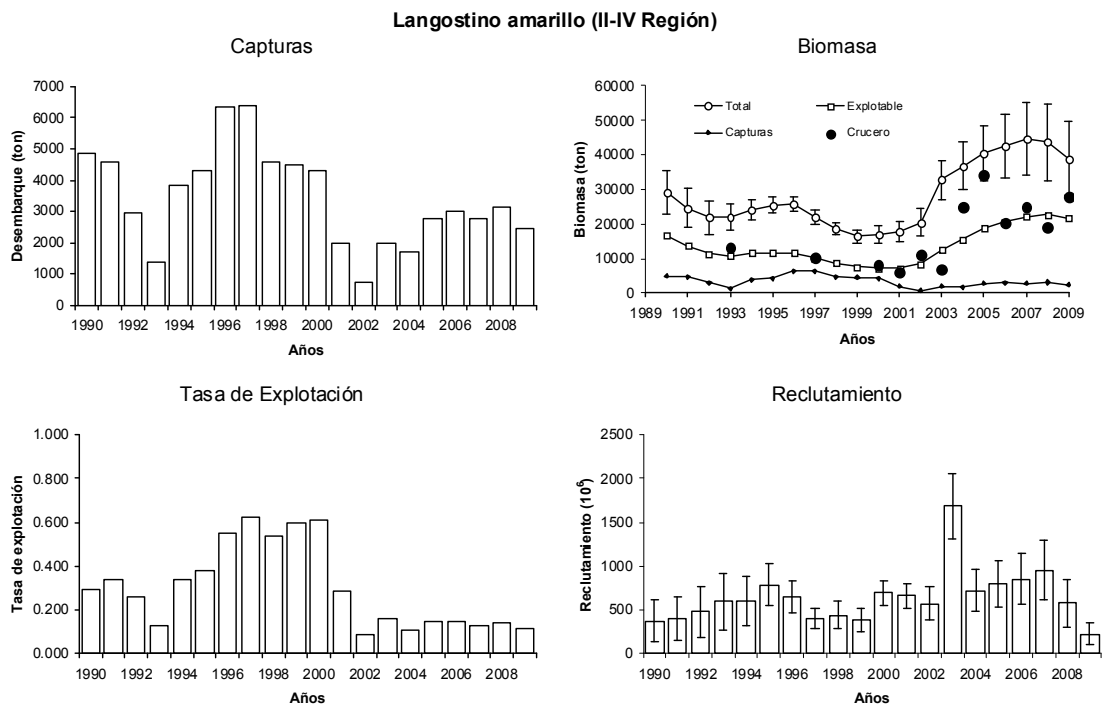 Langostino amarillo (II-IV Región)
Capturas
7000
6000
5000
4000
3000
2000
1000
0
Desembarque (ton)
1990 1992 1994 1996 1998 2000 2002 2004 2006 2008
Años
Biomasa
60000
50000
40000
30000
20000
10000
0
Biomasa (ton)
Total
Explotable
Capturas
Crucero
1989 1991 1993 1995 1997 1999 2001 2003 2005 2007 2009
Años
Tasa de Explotación
1.000
0.800
0.600
0.400
0.200
0.000
Tasa de explotación
1990 1992 1994 1996 1998 2000 2002 2004 2006 2008
Años
Reclutamiento
2500
2000
1500
1000
500
0
Reclutamiento (10⁶)
1990 1992 1994 1996 1998 2000 2002 2004 2006 2008
Años